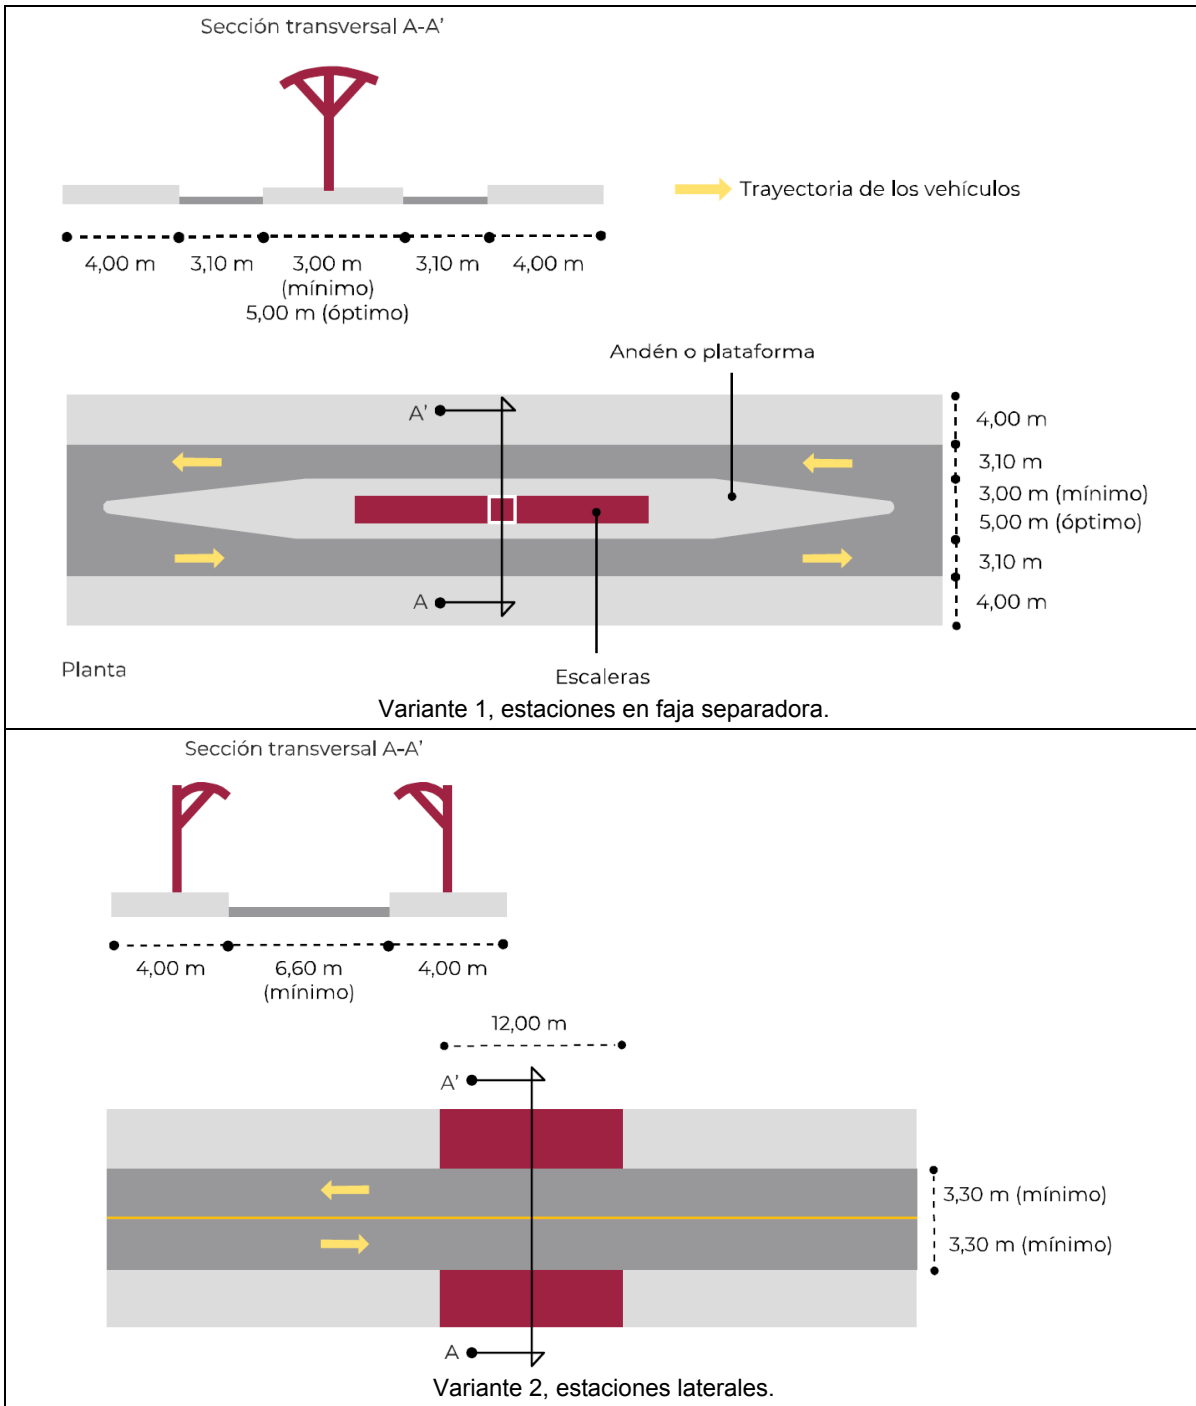 Sección transversal A-A’
Trayectoria de los vehículos
4,00 m
3,10 m
3,00 m
(mínimo)
5,00 m (óptimo)
3,10 m
4,00 m
Andén o plataforma
A’
4,00 m
3,10 m
3,00 m (mínimo)
5,00 m (óptimo)
3,10 m
4,00 m
A
Planta
Escaleras
Variante 1, estaciones en faja separadora.
Sección transversal A-A’
4,00 m
6,60 m
(mínimo)
4,00 m
12,00 m
A’
3,30 m (mínimo)
3,30 m (mínimo)
A
Variante 2, estaciones laterales.